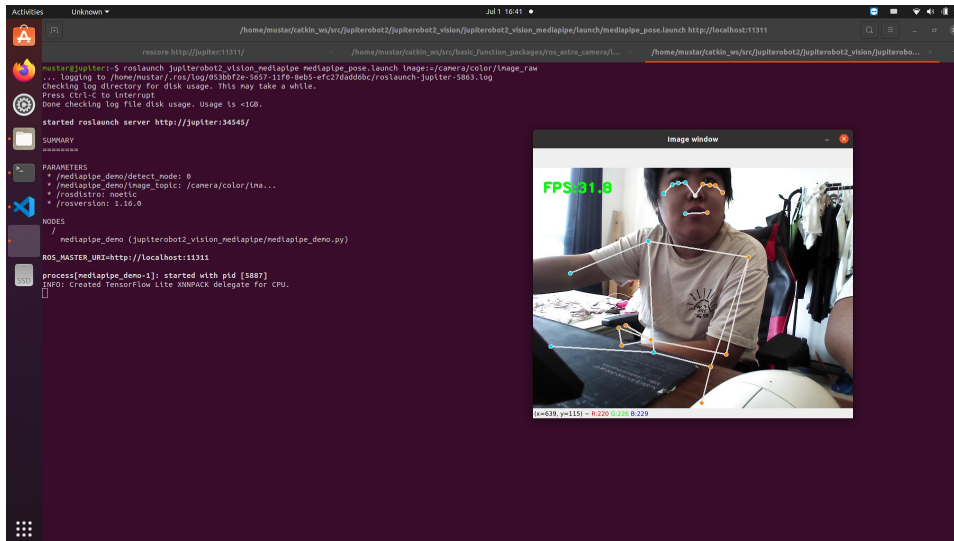 Activities
Unknown
Jul 1 16:41
/home/mustar/catkin_ws/src/jupiterobot2/jupiterobot2_vision/jupiterobot2_vision_mediapipe/launch/mediapipe_pose.launch http://localhost:11311
roscore http://jupiter:11311/
/home/mustar/catkin_ws/src/basic_function_packages/ros_astra_camera/l...
/home/mustar/catkin_ws/src/jupiterobot2/jupiterobot2_vision/jupiterobo...
mustar@jupiter:~$ roslaunch jupiterobot2_vision_mediapipe mediapipe_pose.launch image:=/camera/color/image_raw
... logging to /home/mustar/.ros/log/053bbf2e-5657-11f0-8eb5-efc27dadd6bc/roslaunch-jupiter-5863.log
Checking log directory for disk usage. This may take a while.
Press Ctrl-C to interrupt
Done checking log file disk usage. Usage is <1GB.
started roslaunch server http://jupiter:34545/
SUMMARY
========
PARAMETERS
* /mediapipe_demo/detect_mode: 0
* /mediapipe_demo/image_topic: /camera/color/ima...
* /rosdistro: noetic
* /rosversion: 1.16.0
NODES
/
mediapipe_demo (jupiterobot2_vision_mediapipe/mediapipe_demo.py)
ROS_MASTER_URI=http://localhost:11311
process[mediapipe_demo-1]: started with pid [5887]
INFO: Created TensorFlow Lite XNNPACK delegate for CPU.
SSD
Image window
FPS:31.8
(x=639, y=115) ~ R:220 G:226 B:229